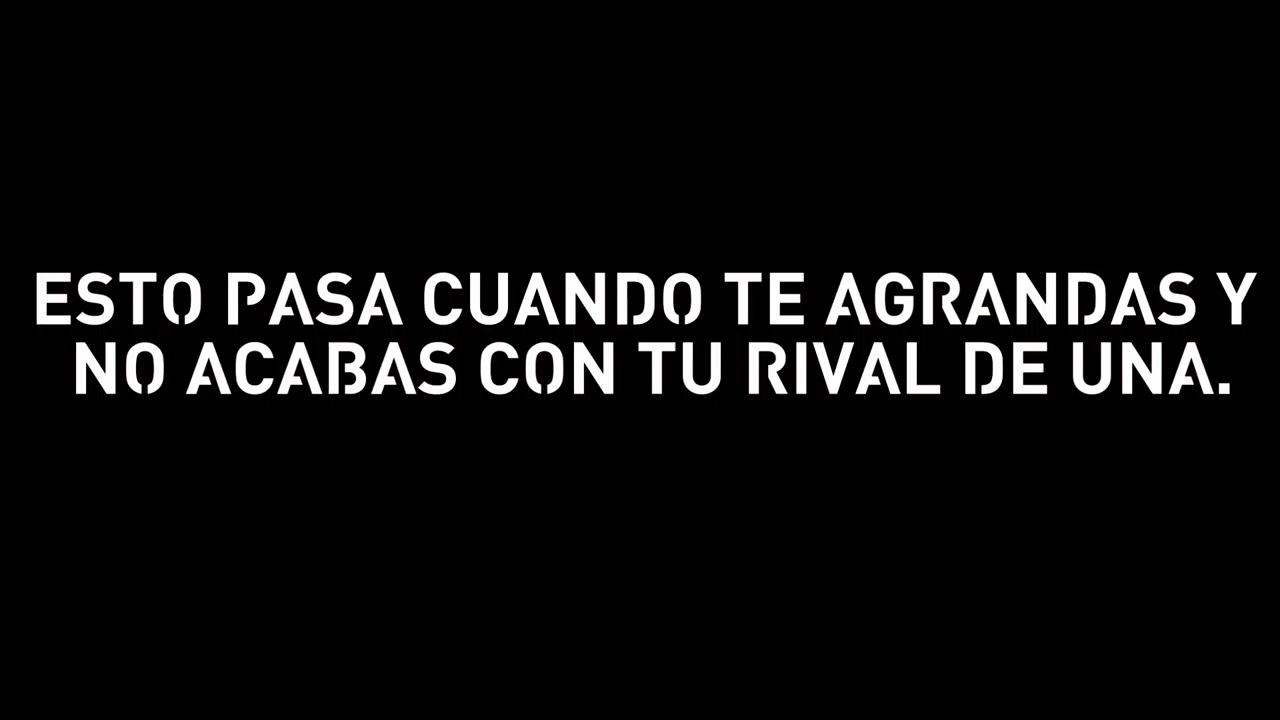 ESTO PASA CUANDO TE AGRANDAS Y
NO ACABAS CON TU RIVAL DE UNA.